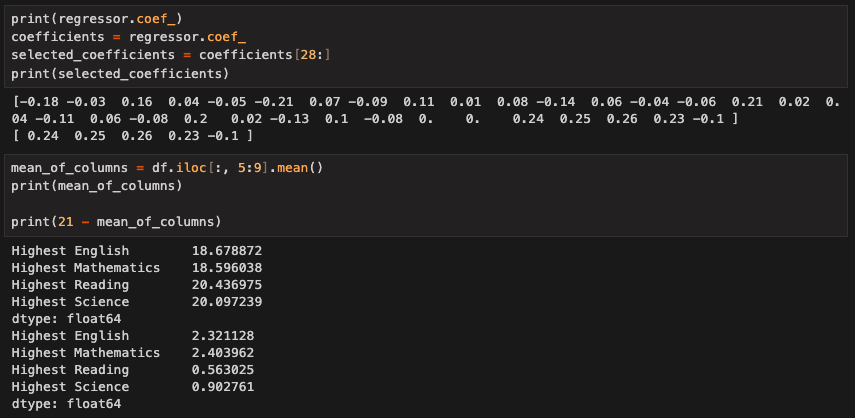 print(regressor.coef_)
coefficients = regressor.coef_
selected_coefficients = coefficients[28:]
print(selected_coefficients)
[-0.18 -0.03  0.16  0.04 -0.05 -0.21  0.07 -0.09  0.11  0.01  0.08 -0.14  0.06 -0.04 -0.06  0.21  0.02  0.
04 -0.11  0.06 -0.08  0.2   0.02 -0.13  0.1  -0.08  0.    0.    0.24  0.25  0.26  0.23 -0.1 ]
[ 0.24  0.25  0.26  0.23 -0.1 ]
mean_of_columns = df.iloc[:, 5:9].mean()
print(mean_of_columns)
print(21 - mean_of_columns)
Highest English        18.678872
Highest Mathematics    18.596038
Highest Reading        20.436975
Highest Science        20.097239
dtype: float64
Highest English        2.321128
Highest Mathematics    2.403962
Highest Reading        0.563025
Highest Science        0.902761
dtype: float64